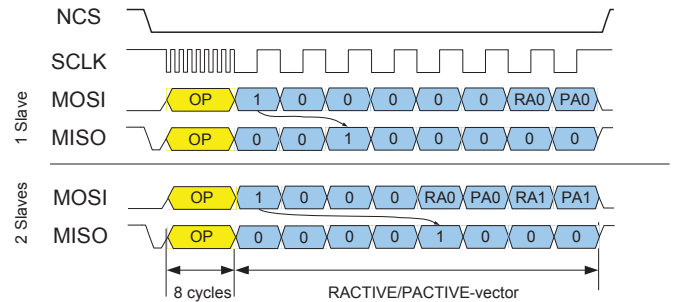 NCS
SCLK
1 Slave
MOSI OP 1 0 0 0 0 0 RA0 PA0
MISO OP 0 0 1 0 0 0 0 0
2 Slaves
MOSI OP 1 0 0 0 RA0 PA0 RA1 PA1
MISO OP 0 0 0 0 1 0 0 0
8 cycles RACTIVE/PACTIVE-vector